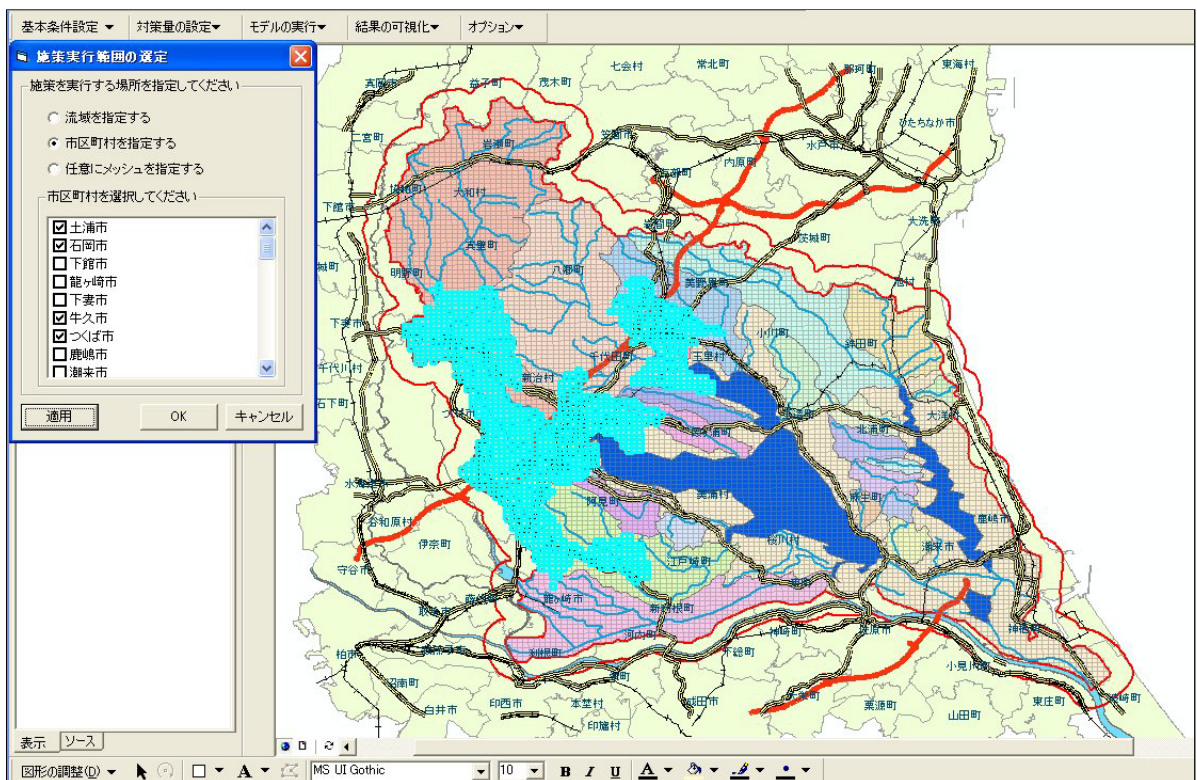 基本条件設定▼ 対策量の設定▼ モデルの実行▼ 結果の可視化▼ オプション▼
施策実行範囲の選定
施策を実行する場所を指定してください
流域を指定する
市区町村を指定する
任意にメッシュを指定する
市区町村を選択してください
土浦市
石岡市
下館市
龍ヶ崎市
下妻市
牛久市
つくば市
鹿嶋市
潮来市
適用 OK キャンセル
七会村
常北町
那珂町
東海村
益子町
茂木町
二宮町
岩瀬町
笠間市
水戸市
ひたちなか市
内原町
大和村
下館市
大洗町
真壁町
茨城町
明野町
八郷町
美野里町
旭村
下妻市
小川町
鉾田町
千代田町
玉里村
千代川村
新治村
石下町
大洋村
北浦町
阿見町
美浦村
麻生町
谷和原村
伊奈町
鹿嶋市
桜川村
潮来市
守谷市
江戸崎町
龍ヶ崎市
新利根町
河内町
利根町
神崎町
佐原市
神栖町
柏市
下総町
小見川町
沼南町
大栄町
東庄町
波崎町
白井市
印西市
本埜村
成田市
栗源町
山田町
印旛村
表示 ソース
図形の調整(D)▼ A MS UI Gothic 10 B I U A